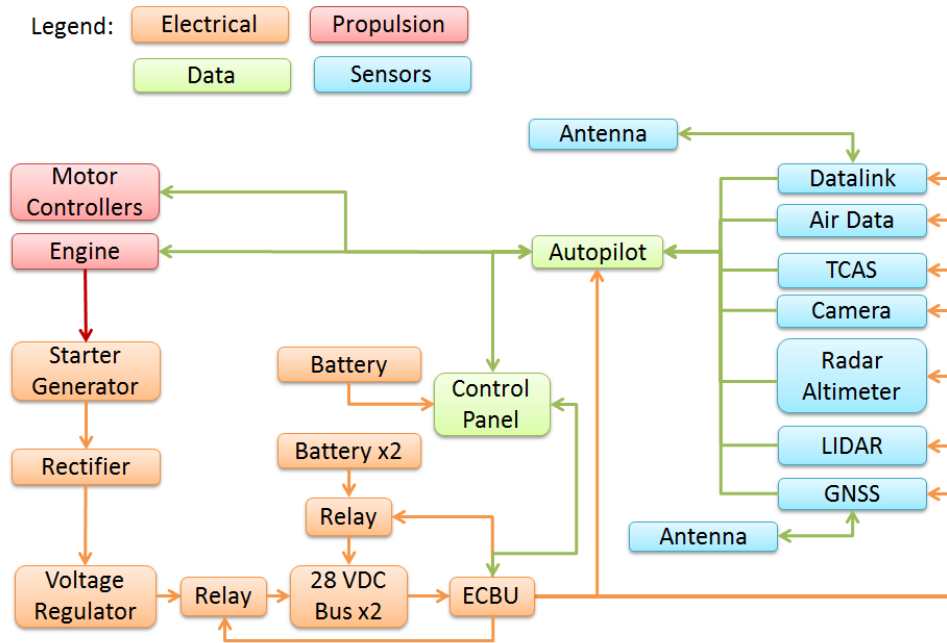 Legend:
Electrical
Propulsion
Data
Sensors
Antenna
Motor
Controllers
Datalink
Air Data
Engine
Autopilot
TCAS
Camera
Starter
Generator
Battery
Control
Panel
Radar
Altimeter
Rectifier
Battery x2
LIDAR
GNSS
Relay
Antenna
Voltage
Regulator
Relay
28 VDC
Bus x2
ECBU